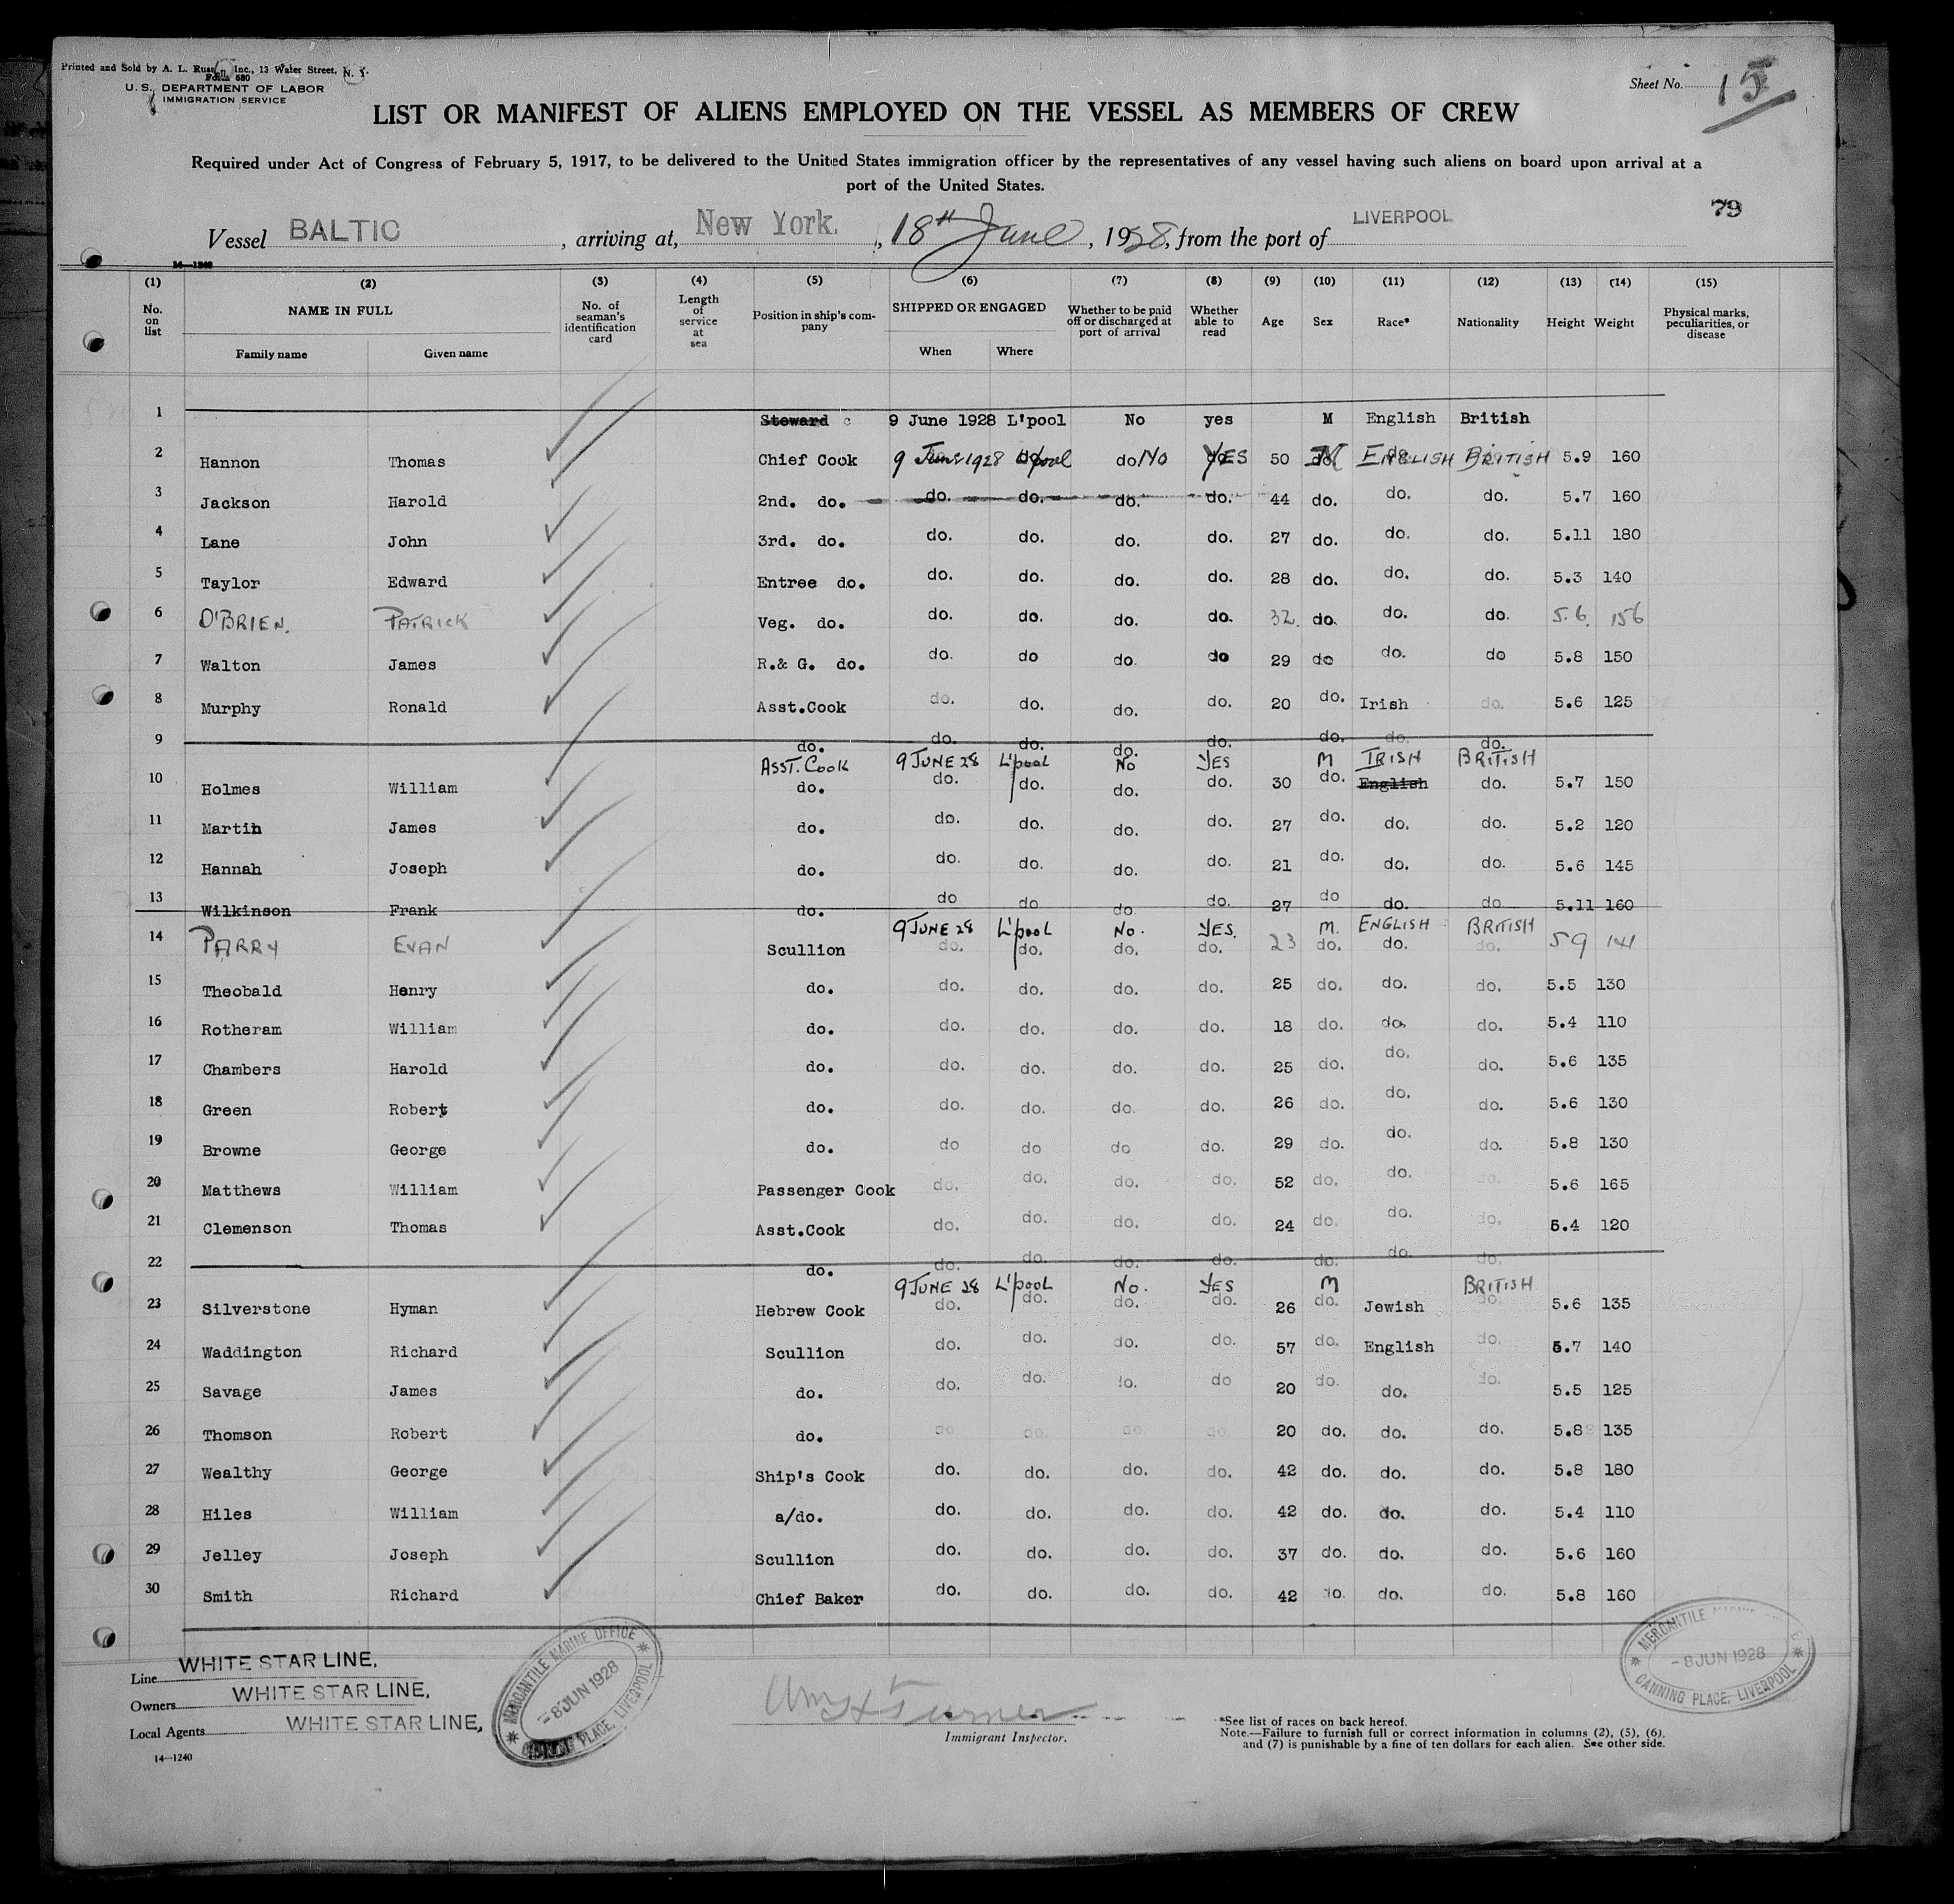 Printed and Sold by A. L. Russell Inc., 13 Water Street, N. Y.
Form 680
U. S. DEPARTMENT OF LABOR
IMMIGRATION SERVICE
Sheet No. 15
LIST OR MANIFEST OF ALIENS EMPLOYED ON THE VESSEL AS MEMBERS OF CREW
Required under Act of Congress of February 5, 1917, to be delivered to the United States immigration officer by the representatives of any vessel having such aliens on board upon arrival at a
port of the United States.
79
Vessel BALTIC, arriving at, New York., 18th June, 1928, from the port of LIVERPOOL
14—1240
(1) (2) (3) (4) (5) (6) (7) (8) (9) (10) (11) (12) (13) (14) (15)
No. on list NAME IN FULL No. of seaman's identification card Length of service at sea Position in ship's company SHIPPED OR ENGAGED Whether to be paid off or discharged at port of arrival Whether able to read Age Sex Race* Nationality Height Weight Physical marks, peculiarities, or disease
Family name Given name When Where
1 Steward 9 June 1928 L'pool No yes M English British
2 Hannon Thomas Chief Cook 9 June 1928 L'pool do No YES 50 M ENGLISH BRITISH 5.9 160
3 Jackson Harold 2nd. do. do. do. do. do. 44 do. do. do. 5.7 160
4 Lane John 3rd. do. do. do. do. do. 27 do. do. do. 5.11 180
5 Taylor Edward Entree do. do. do. do. do. 28 do. do. do. 5.3 140
6 O'BRIEN. PATRICK Veg. do. do. do. do. do. 32. do. do. do. 5.6. 156
7 Walton James R.& G. do. do. do do. do 29 do do. do 5.8 150
8 Murphy Ronald Asst.Cook do. do. do. do. 20 do. Irish do. 5.6 125
9 do. do. do. do. do. do. do. do.
ASST. COOK 9 JUNE 28 L'pool No YES M IRISH BRITISH
10 Holmes William do. do. do. do. do. 30 do. English do. 5.7 150
11 Martin James do. do. do. do. do. 27 do. do. do. 5.2 120
12 Hannah Joseph do. do. do. do. do. 21 do. do. do. 5.6 145
13 Wilkinson Frank do. do do do. do. 27 do do. do 5.11 160
9 JUNE 28 L'pool No. YES. M. ENGLISH BRITISH
14 PARRY EVAN Scullion do. do. do. do. 23 do. do. do. 59 141
15 Theobald Henry do. do. do. do. do. 25 do. do. do. 5.5 130
16 Rotheram William do. do. do. do. do. 18 do. do. do. 5.4 110
17 Chambers Harold do. do. do. do. do. 25 do. do. do. 5.6 135
18 Green Robert do. do. do. do. do. 26 do. do. do. 5.6 130
19 Browne George do. do do do do. 29 do. do. do. 5.8 130
20 Matthews William Passenger Cook do. do. do. do. 52 do. do. do. 5.6 165
21 Clemenson Thomas Asst.Cook do. do. do. do. 24 do. do. do. 5.4 120
22 do. do. do. do. do. do. do. do.
9 JUNE 28 L'pool No. YES M BRITISH
23 Silverstone Hyman Hebrew Cook do. do. do. do. 26 do. Jewish do. 5.6 135
24 Waddington Richard Scullion do. do. do. do. 57 do. English do. 5.7 140
25 Savage James do. do. do. do. do 20 do. do. do. 5.5 125
26 Thomson Robert do. do do. do do. 20 do. do. do. 5.8 135
27 Wealthy George Ship's Cook do. do. do. do. 42 do. do. do. 5.8 180
28 Hiles William a/do. do. do. do. do. 42 do. do. do. 5.4 110
29 Jelley Joseph Scullion do. do. do. do. 37 do. do. do. 5.6 160
30 Smith Richard Chief Baker do. do. do. do. 42 do. do. do. 5.8 160
Line WHITE STAR LINE,
Owners WHITE STAR LINE,
Local Agents WHITE STAR LINE,
14—1240
MERCANTILE MARINE OFFICE
-8 JUN 1928
PLACE, LIVERPOOL
Turner
Immigrant Inspector.
*See list of races on back hereof.
Note.—Failure to furnish full or correct information in columns (2), (5), (6),
and (7) is punishable by a fine of ten dollars for each alien. See other side.
MERCANTILE MARINE
-8 JUN 1928
CANNING PLACE, LIVERPOOL